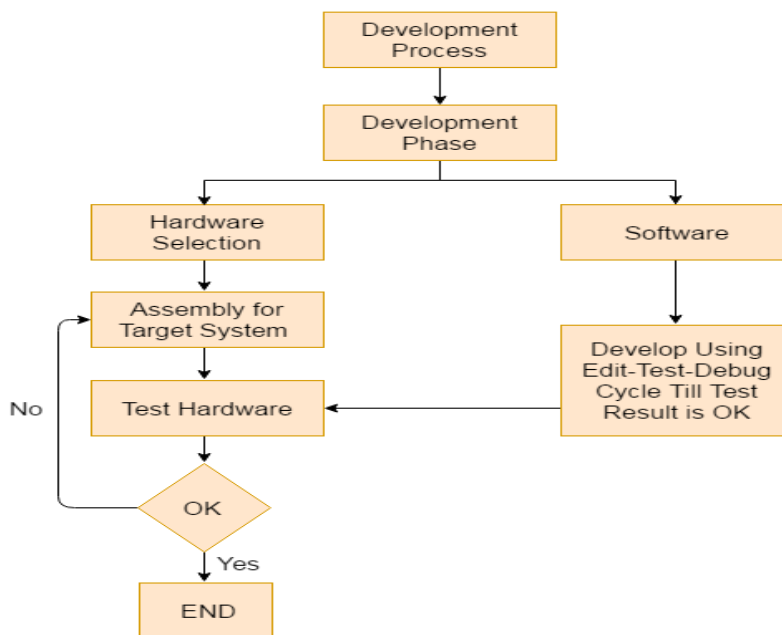 Development
Process
Development
Phase
Hardware
Selection
Software
Assembly for
Target System
Develop Using
Edit-Test-Debug
Cycle Till Test
Result is OK
Test Hardware
No
OK
Yes
END